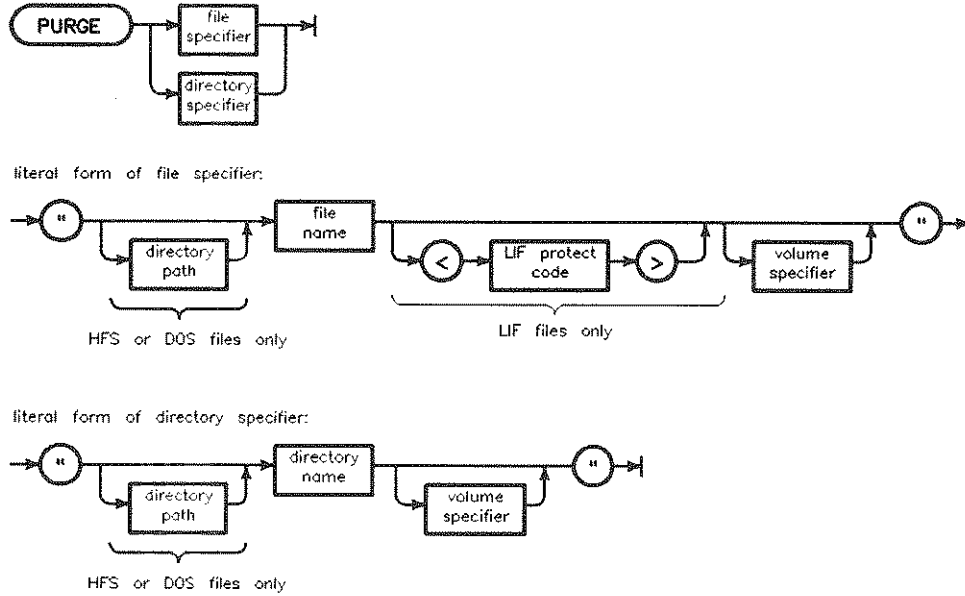 PURGE
file
specifier
directory
specifier
literal form of file specifier:
"
directory
path
file
name
<
LIF protect
code
>
volume
specifier
"
HFS or DOS files only
LIF files only
literal form of directory specifier:
"
directory
path
directory
name
volume
specifier
"
HFS or DOS files only